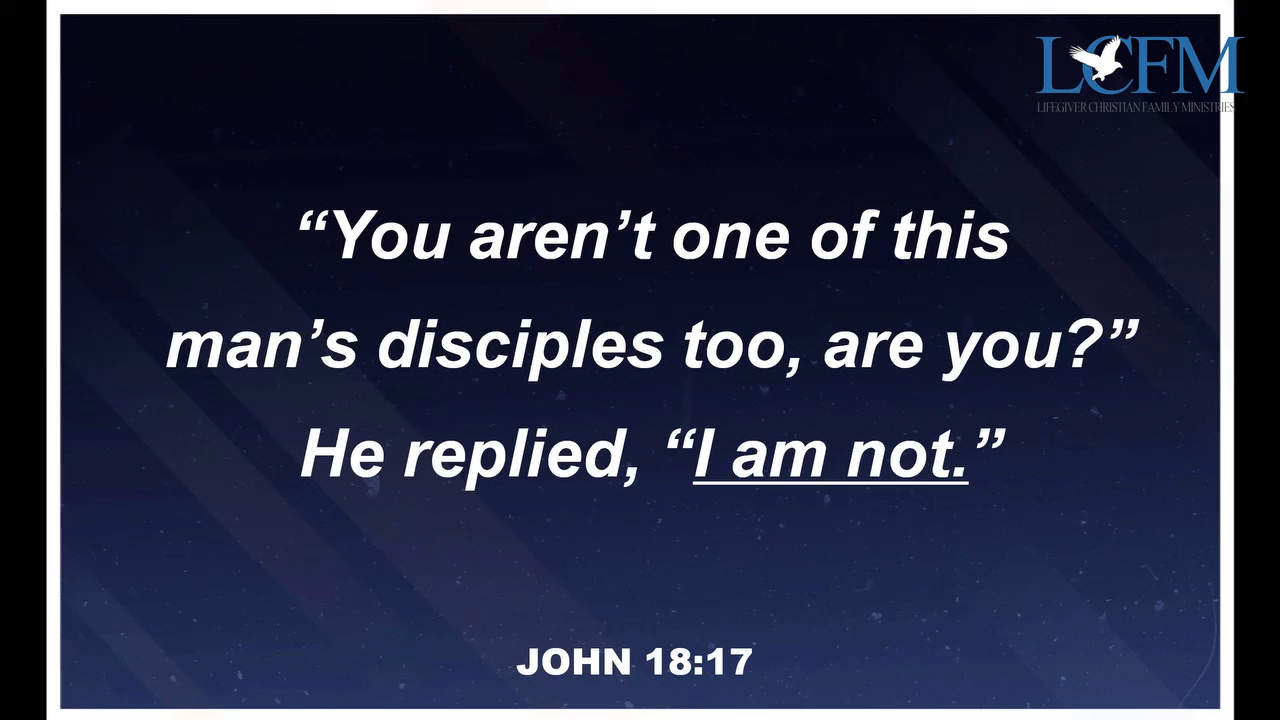 LCFM
LIFEGIVER CHRISTIAN FAMILY MINISTRIES
“You aren’t one of this
man’s disciples too, are you?”
He replied, “I am not.”
JOHN 18:17